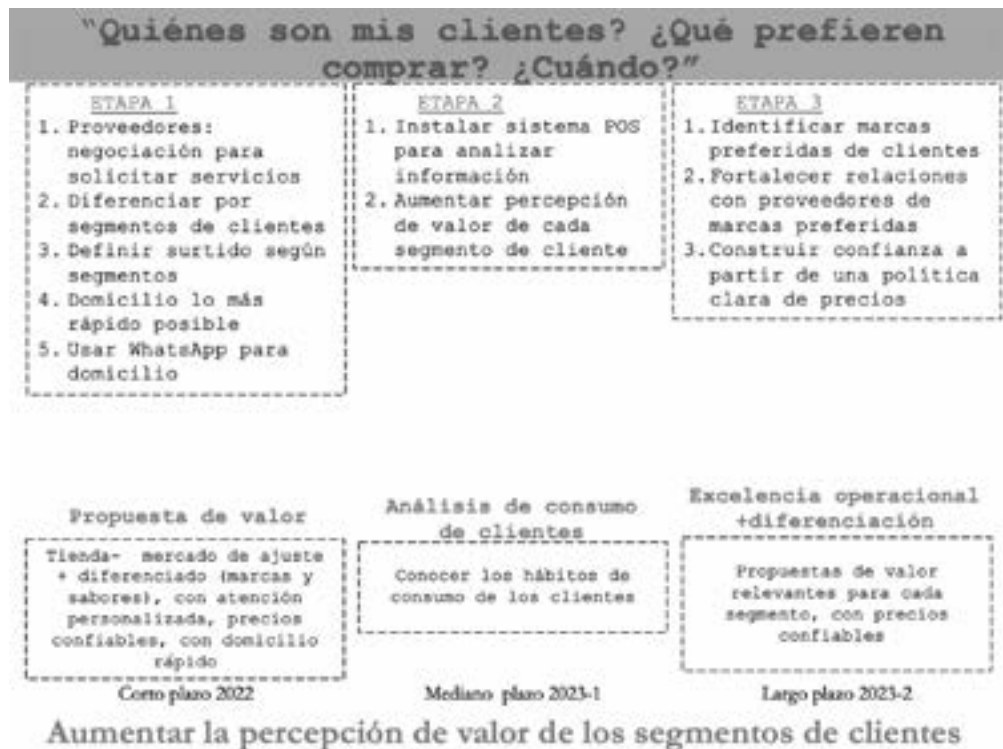 “Quiénes son mis clientes? ¿Qué prefieren
comprar? ¿Cuándo?”
ETAPA 1
1. Proveedores:
negociación para
solicitar servicios
2. Diferenciar por
segmentos de clientes
3. Definir surtido según
segmentos
4. Domicilio lo más
rápido posible
5. Usar WhatsApp para
domicilio
ETAPA 2
1. Instalar sistema POS
para analizar
información
2. Aumentar percepción
de valor de cada
segmento de cliente
ETAPA 3
1. Identificar marcas
preferidas de clientes
2. Fortalecer relaciones
con proveedores de
marcas preferidas
3. Construir confianza a
partir de una política
clara de precios
Propuesta de valor
Tienda- mercado de ajuste
+ diferenciado (marcas y
sabores), con atención
personalizada, precios
confiables, con domicilio
rápido
Corto plazo 2022
Análisis de consumo
de clientes
Conocer los hábitos de
consumo de los clientes
Mediano plazo 2023-1
Excelencia operacional
+diferenciación
Propuestas de valor
relevantes para cada
segmento, con precios
confiables
Largo plazo 2023-2
Aumentar la percepción de valor de los segmentos de clientes